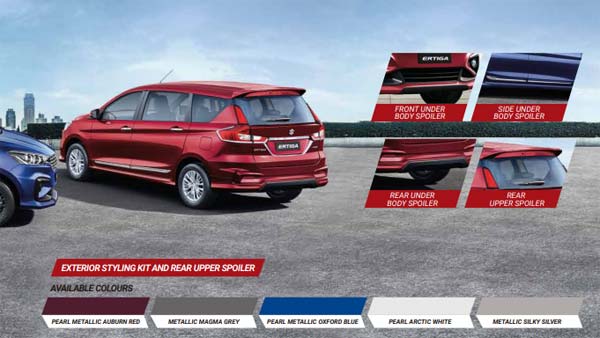 ERTIGA
FRONT UNDER
BODY SPOILER
SIDE UNDER
BODY SPOILER
ERTIGA
REAR UNDER
BODY SPOILER
REAR
UPPER SPOILER
EXTERIOR STYLING KIT AND REAR UPPER SPOILER
AVAILABLE COLOURS
PEARL METALLIC AUBURN RED
METALLIC MAGMA GREY
PEARL METALLIC OXFORD BLUE
PEARL ARCTIC WHITE
METALLIC SILKY SILVER